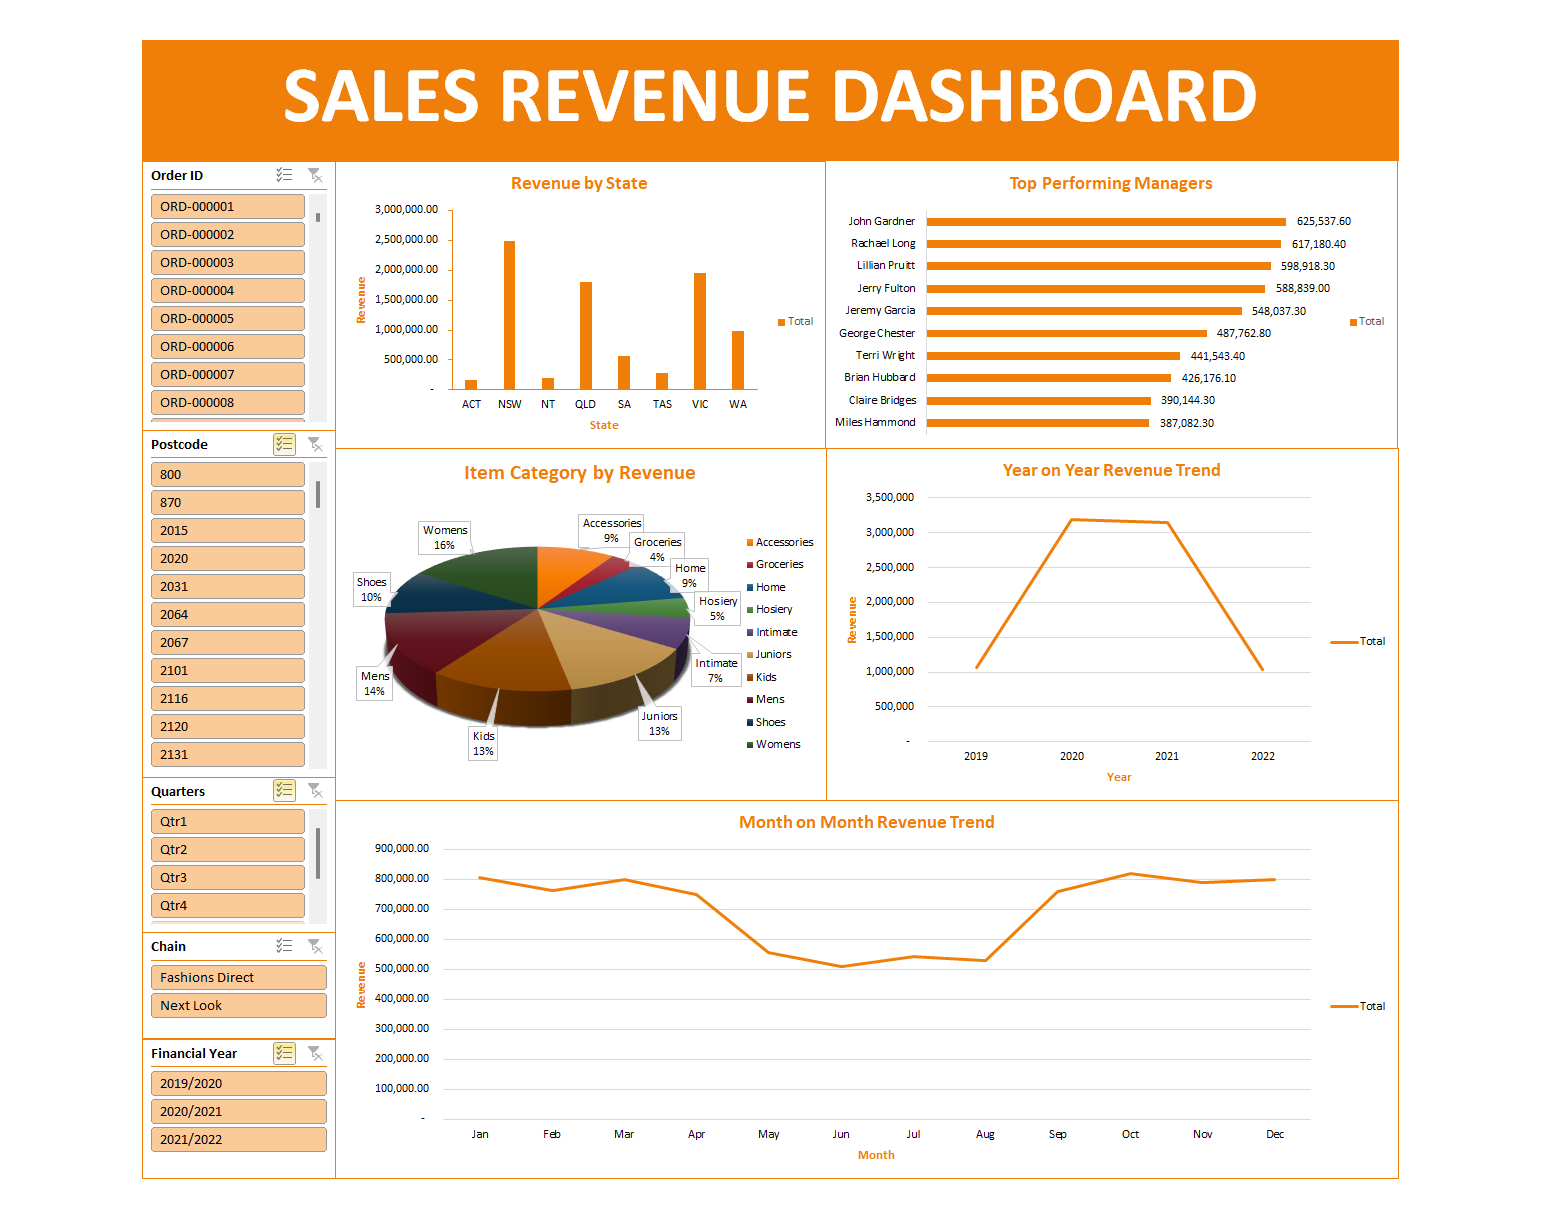 SALES REVENUE DASHBOARD
Order ID
ORD-000001
ORD-000002
ORD-000003
ORD-000004
ORD-000005
ORD-000006
ORD-000007
ORD-000008
Postcode
800
870
2015
2020
2031
2064
2067
2101
2116
2120
2131
Quarters
Qtr1
Qtr2
Qtr3
Qtr4
Chain
Fashions Direct
Next Look
Financial Year
2019/2020
2020/2021
2021/2022
Revenue by State
3,000,000.00
2,500,000.00
2,000,000.00
1,500,000.00
1,000,000.00
500,000.00
-
Revenue
ACT NSW NT QLD SA TAS VIC WA
State
Total
Top Performing Managers
John Gardner 625,537.60
Rachael Long 617,180.40
Lillian Pruitt 598,918.30
Jerry Fulton 588,839.00
Jeremy Garcia 548,037.30
George Chester 487,762.80
Terri Wright 441,543.40
Brian Hubbard 426,176.10
Claire Bridges 390,144.30
Miles Hammond 387,082.30
Total
Item Category by Revenue
Accessories
9%
Groceries
4%
Home
9%
Hosiery
5%
Intimate
7%
Juniors
13%
Kids
13%
Mens
14%
Shoes
10%
Womens
16%
Accessories
Groceries
Home
Hosiery
Intimate
Juniors
Kids
Mens
Shoes
Womens
Year on Year Revenue Trend
3,500,000
3,000,000
2,500,000
2,000,000
1,500,000
1,000,000
500,000
-
Revenue
2019 2020 2021 2022
Year
Total
Month on Month Revenue Trend
900,000.00
800,000.00
700,000.00
600,000.00
500,000.00
400,000.00
300,000.00
200,000.00
100,000.00
-
Revenue
Jan Feb Mar Apr May Jun Jul Aug Sep Oct Nov Dec
Month
Total